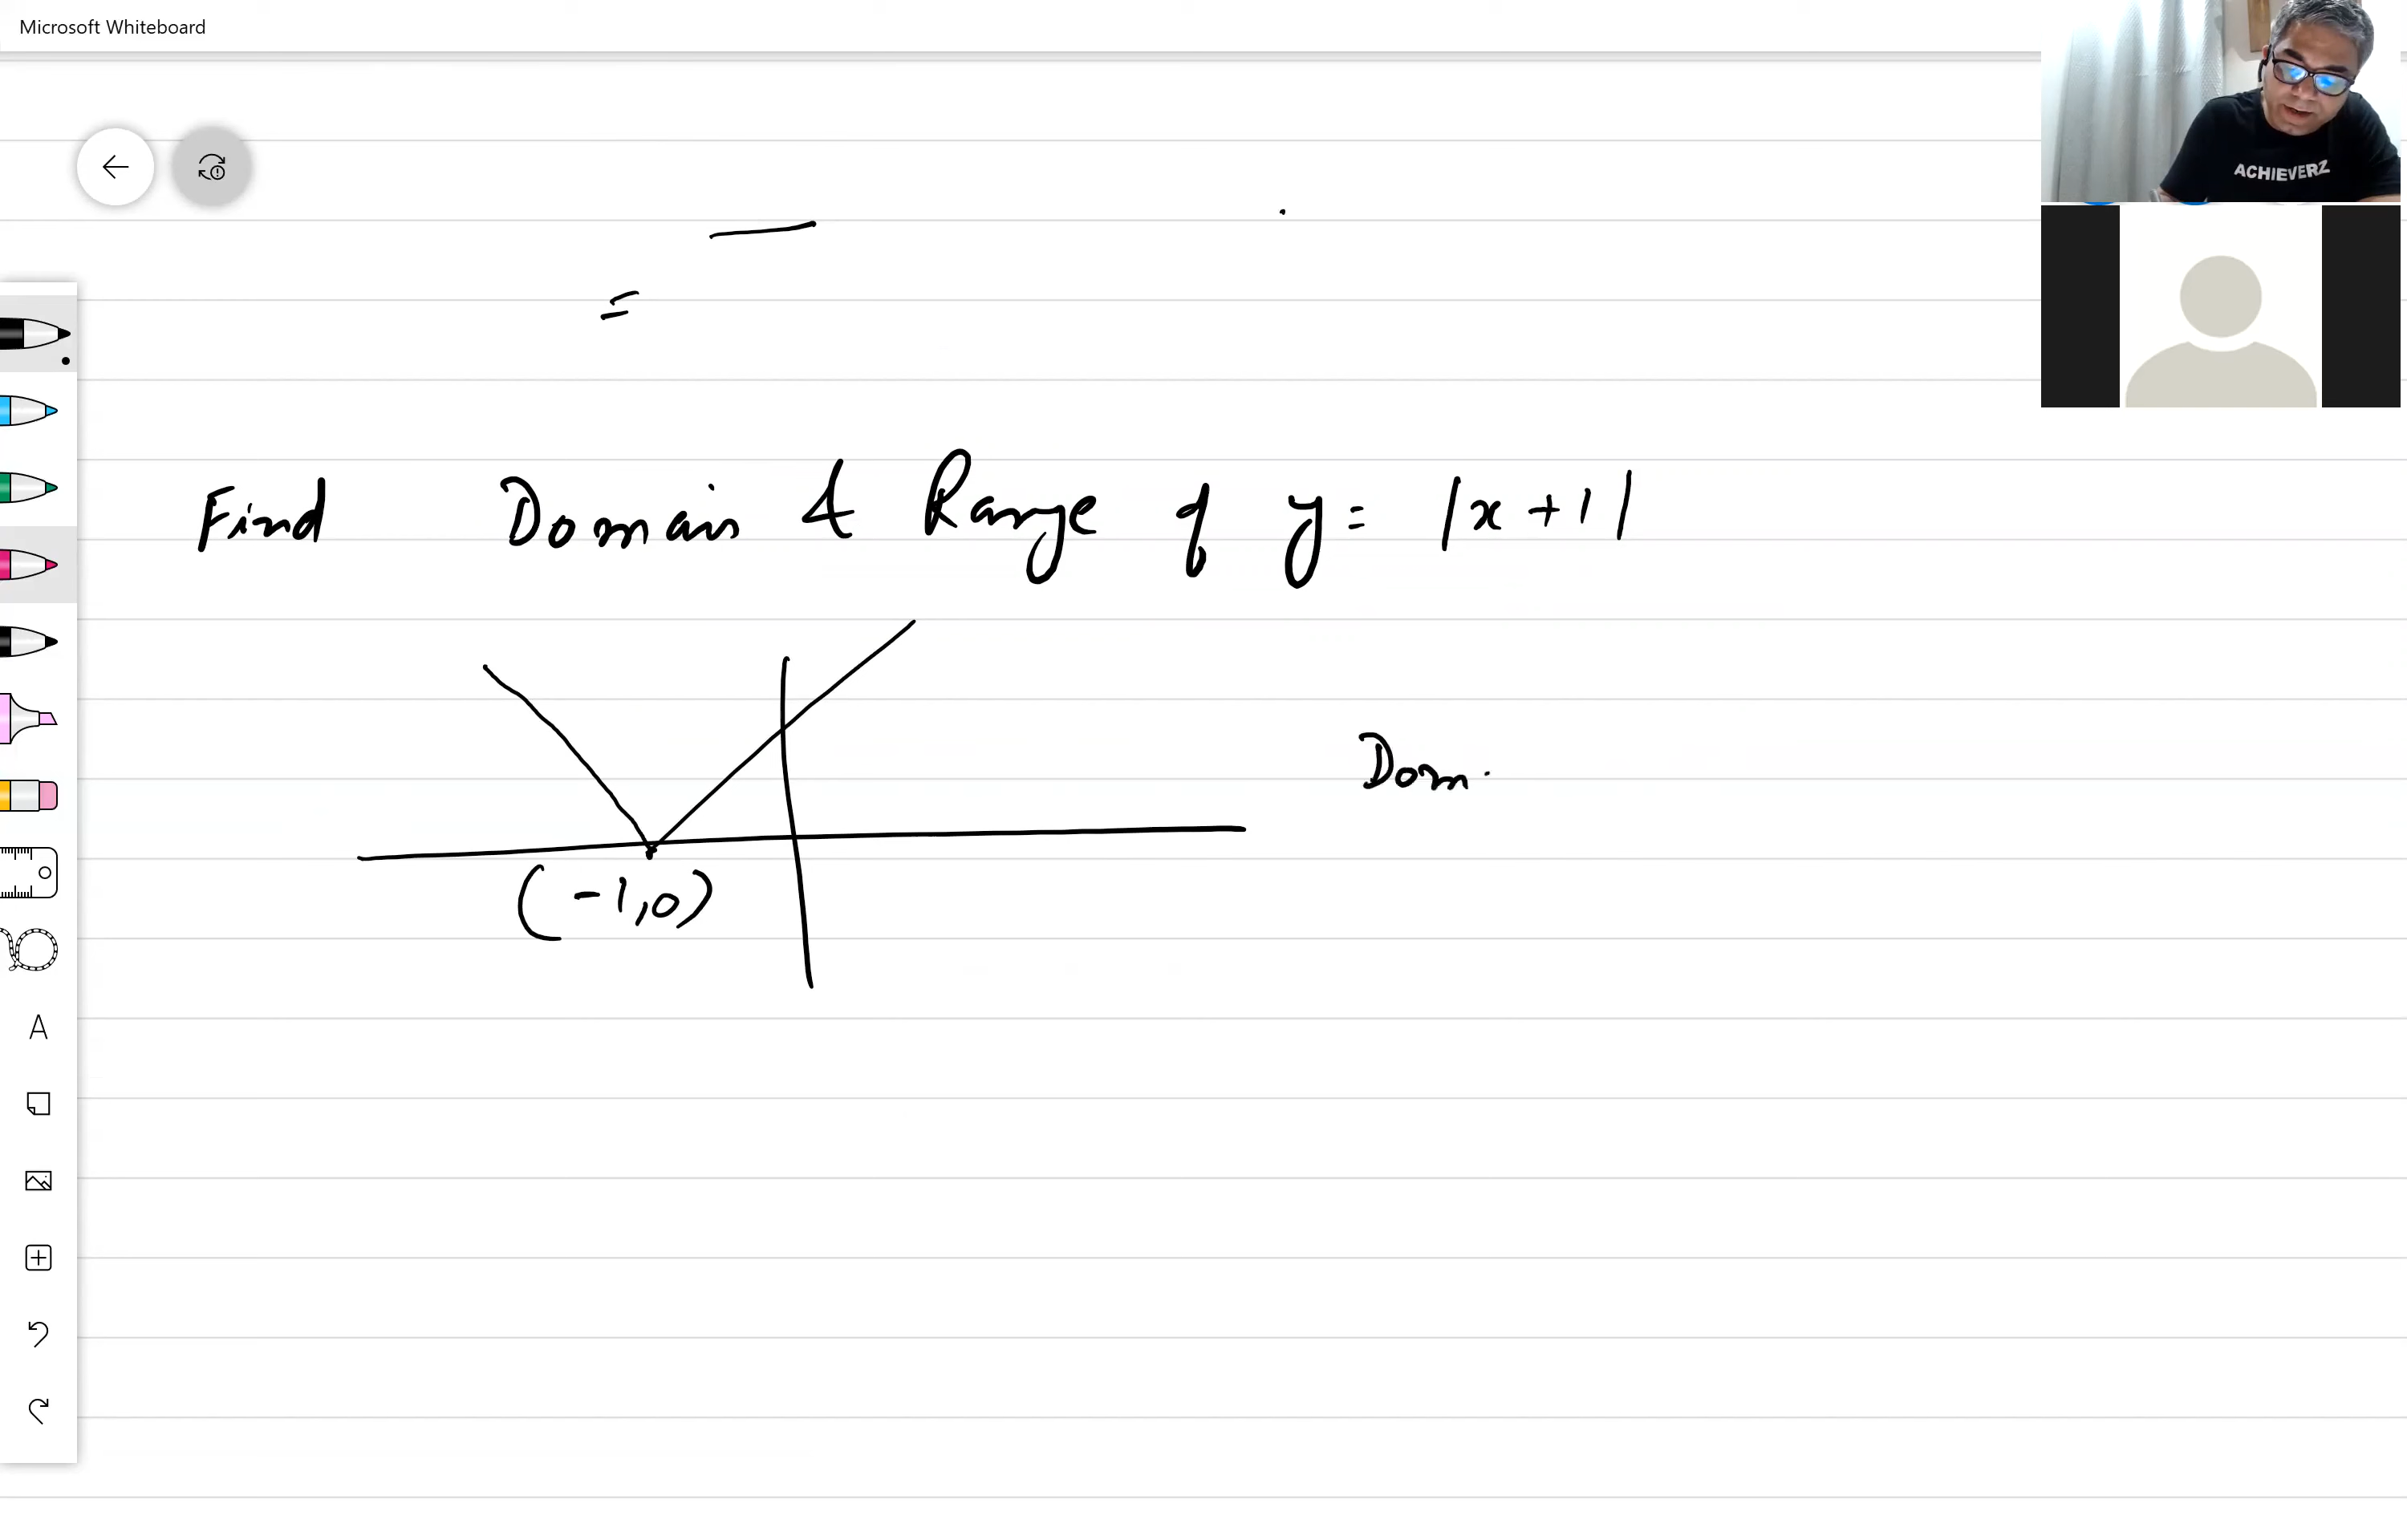 Microsoft Whiteboard
ACHIEVERZ
=
Find Domain & Range of y = |x + 1|
Dom.
(-1,0)
A